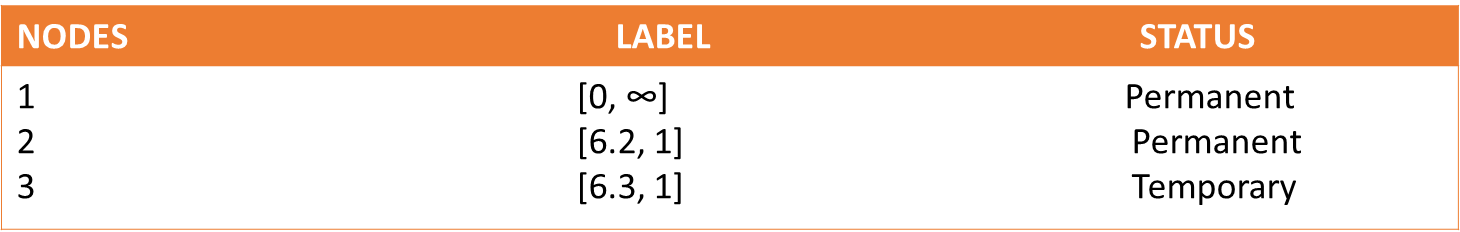 NODES LABEL STATUS
1 [0, ∞] Permanent
2 [6.2, 1] Permanent
3 [6.3, 1] Temporary